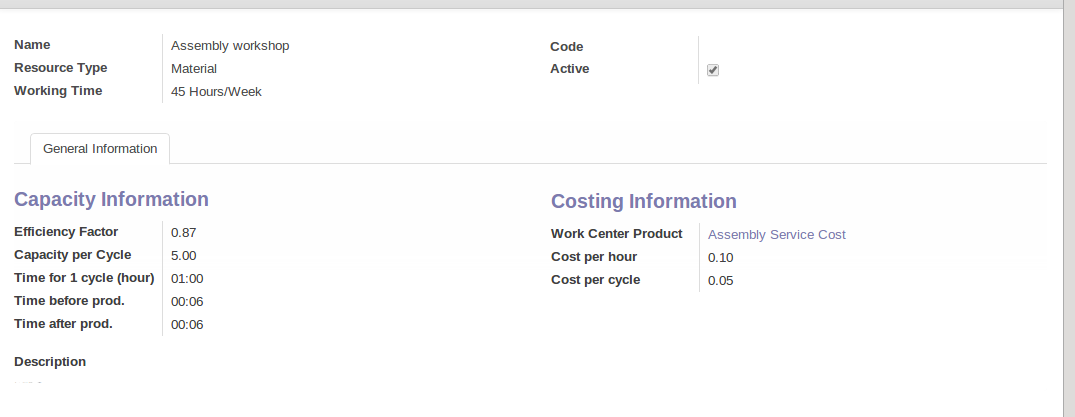 Name Assembly workshop
Resource Type Material
Working Time 45 Hours/Week
Code
Active
General Information
Capacity Information
Efficiency Factor 0.87
Capacity per Cycle 5.00
Time for 1 cycle (hour) 01:00
Time before prod. 00:06
Time after prod. 00:06
Description
Costing Information
Work Center Product Assembly Service Cost
Cost per hour 0.10
Cost per cycle 0.05